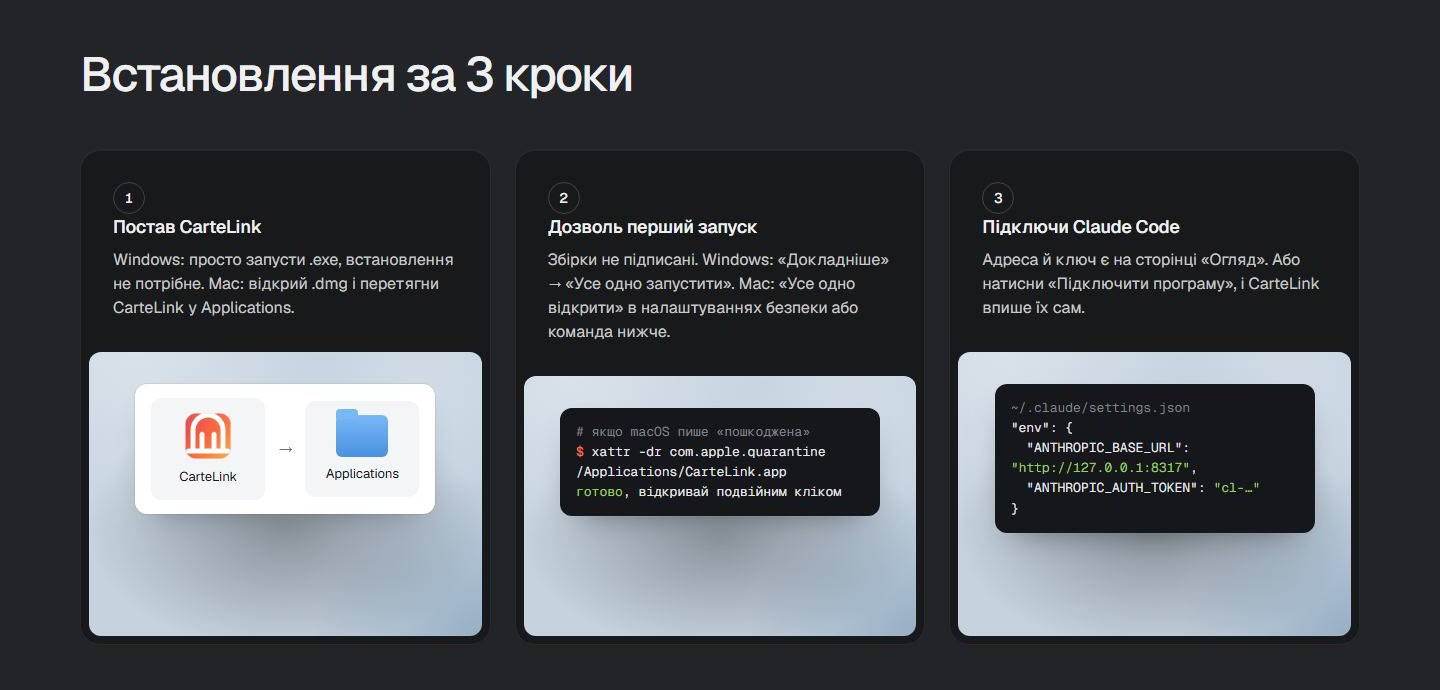 Встановлення за 3 кроки
1
Постав CarteLink
Windows: просто запусти .exe, встановлення
не потрібне. Mac: відкрий .dmg і перетягни
CarteLink у Applications.
CarteLink
→
Applications
2
Дозволь перший запуск
Збірки не підписані. Windows: «Докладніше»
→ «Усе одно запустити». Mac: «Усе одно
відкрити» в налаштуваннях безпеки або
команда нижче.
# якщо macOS пише «пошкоджена»
$ xattr -dr com.apple.quarantine
/Applications/CarteLink.app
готово, відкривай подвійним кліком
3
Підключи Claude Code
Адреса й ключ є на сторінці «Огляд». Або
натисни «Підключити програму», і CarteLink
впише їх сам.
~/.claude/settings.json
"env": {
  "ANTHROPIC_BASE_URL":
"http://127.0.0.1:8317",
  "ANTHROPIC_AUTH_TOKEN": "cl-…"
}